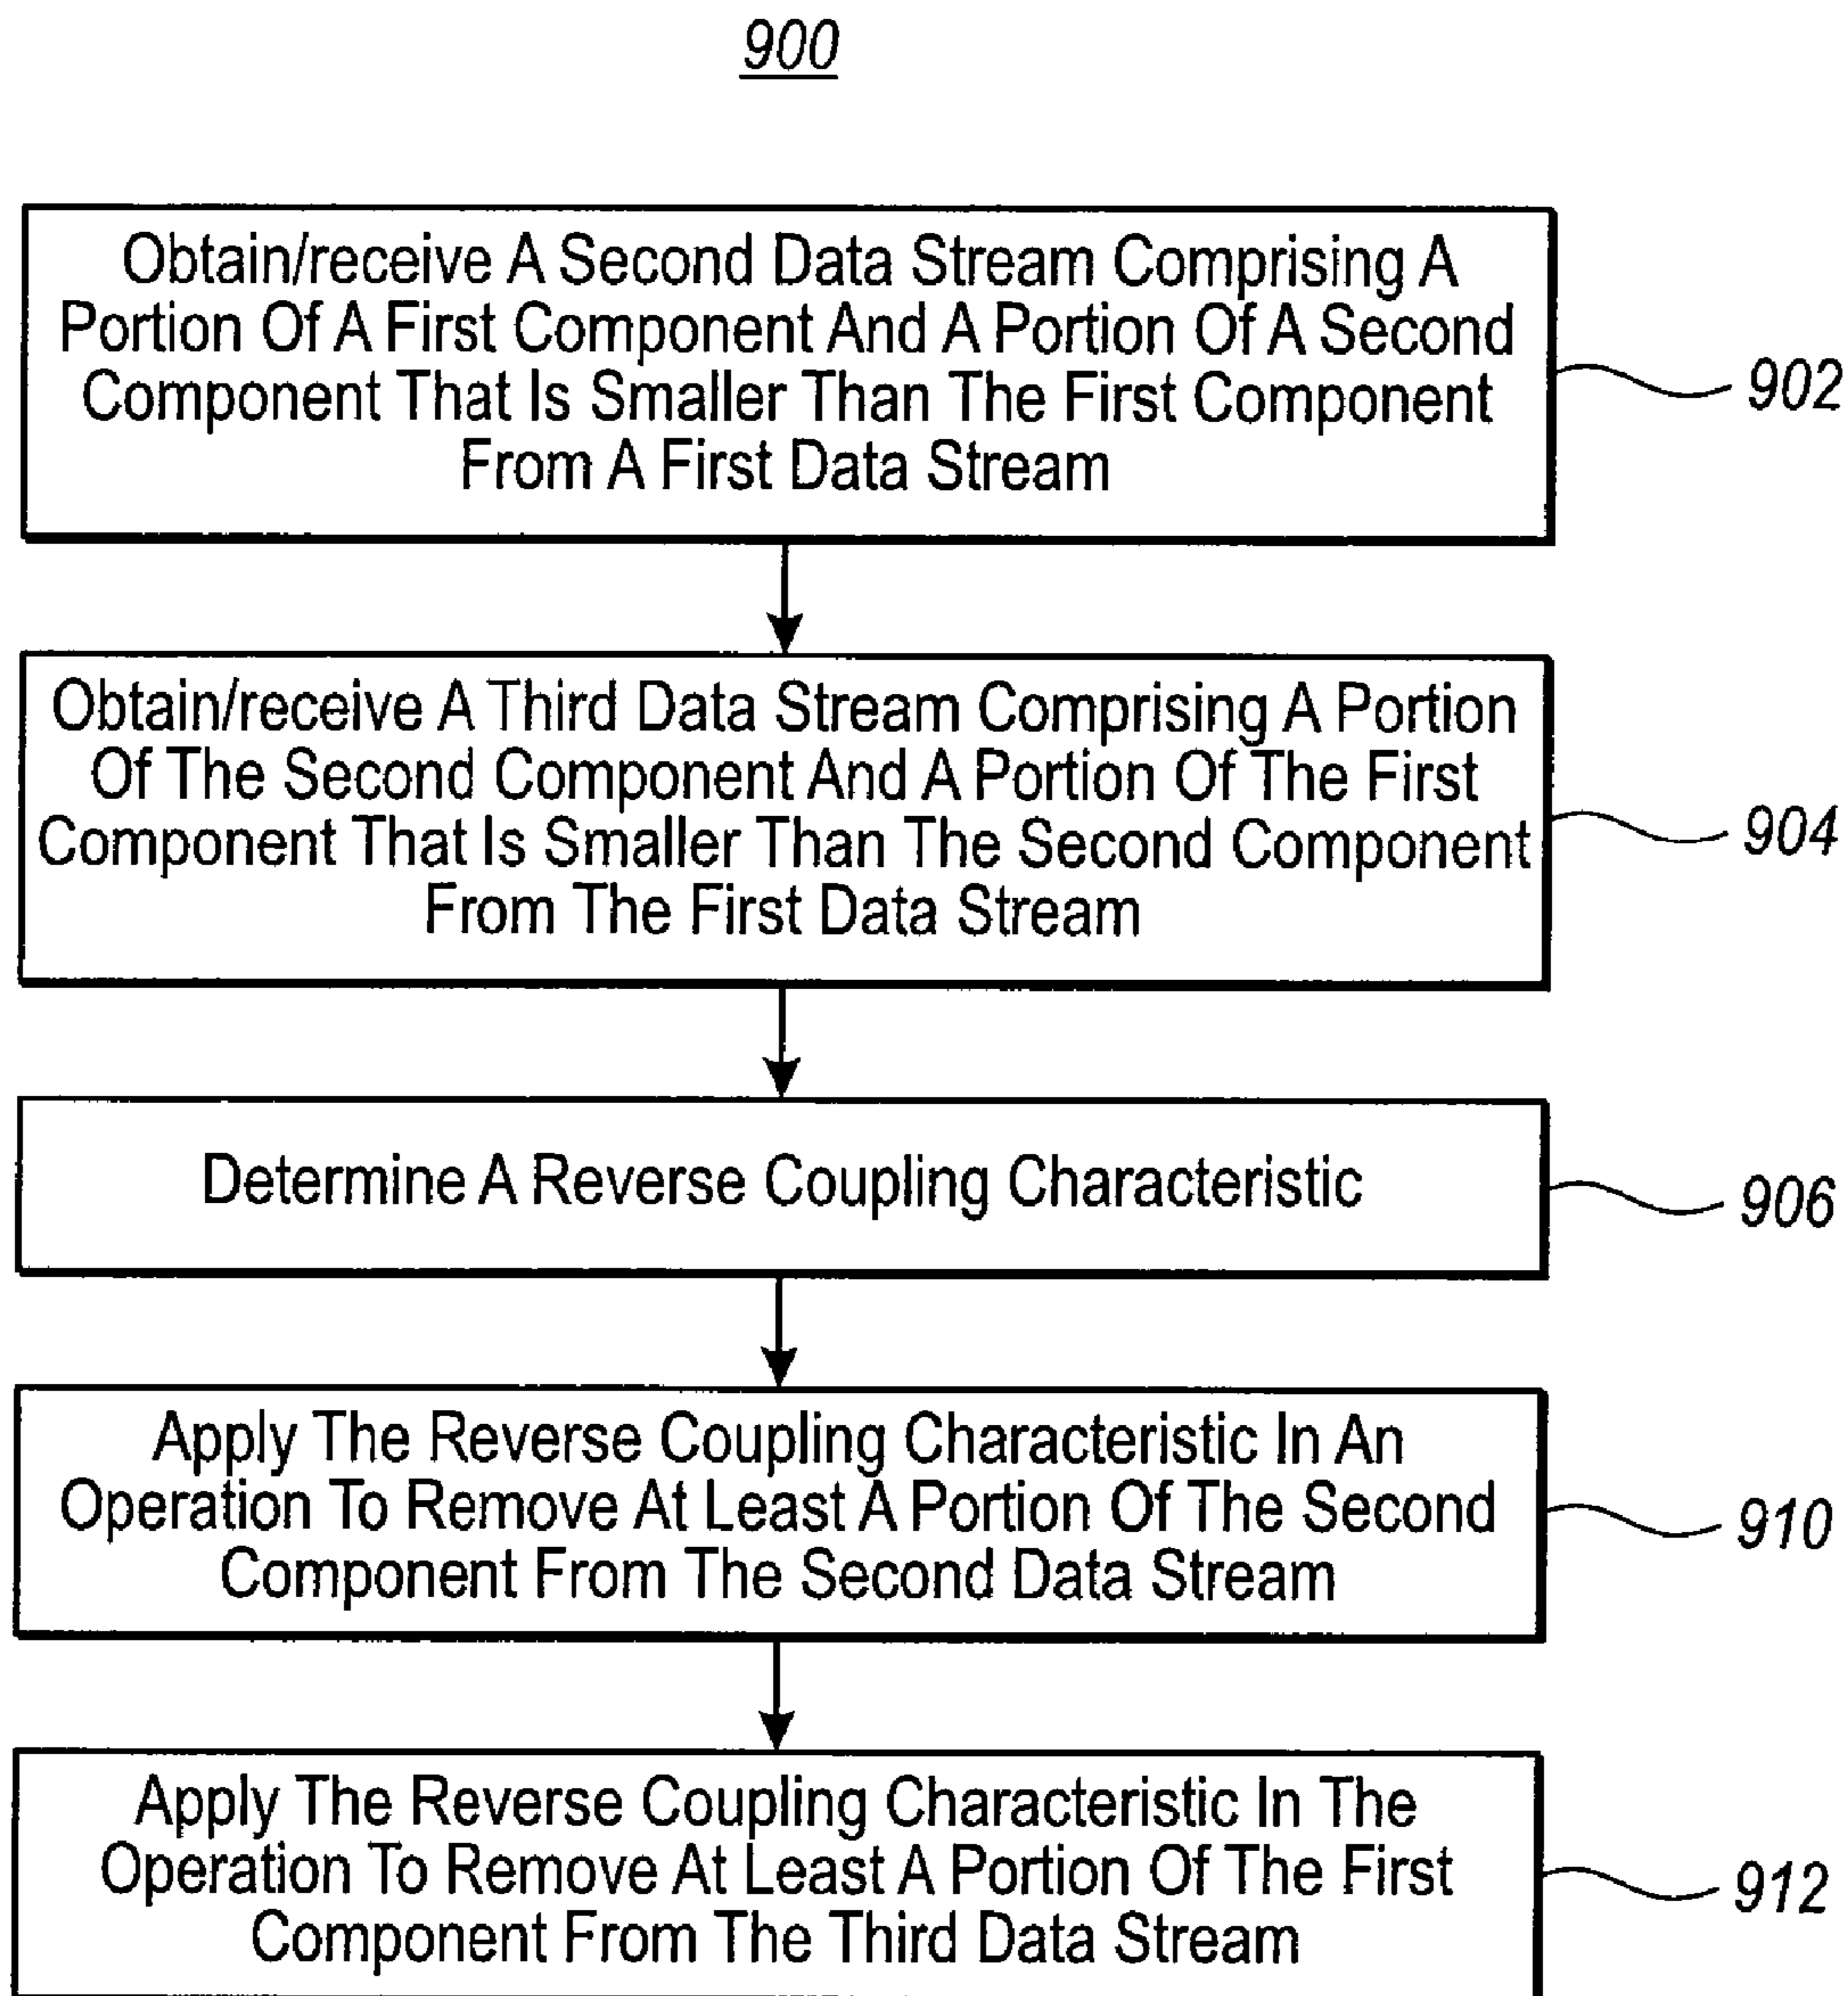 900
Obtain/receive A Second Data Stream Comprising A
Portion Of A First Component And A Portion Of A Second
Component That Is Smaller Than The First Component
From A First Data Stream
902
Obtain/receive A Third Data Stream Comprising A Portion
Of The Second Component And A Portion Of The First
Component That Is Smaller Than The Second Component
From The First Data Stream
904
Determine A Reverse Coupling Characteristic
906
Apply The Reverse Coupling Characteristic In An
Operation To Remove At Least A Portion Of The Second
Component From The Second Data Stream
910
Apply The Reverse Coupling Characteristic In The
Operation To Remove At Least A Portion Of The First
Component From The Third Data Stream
912